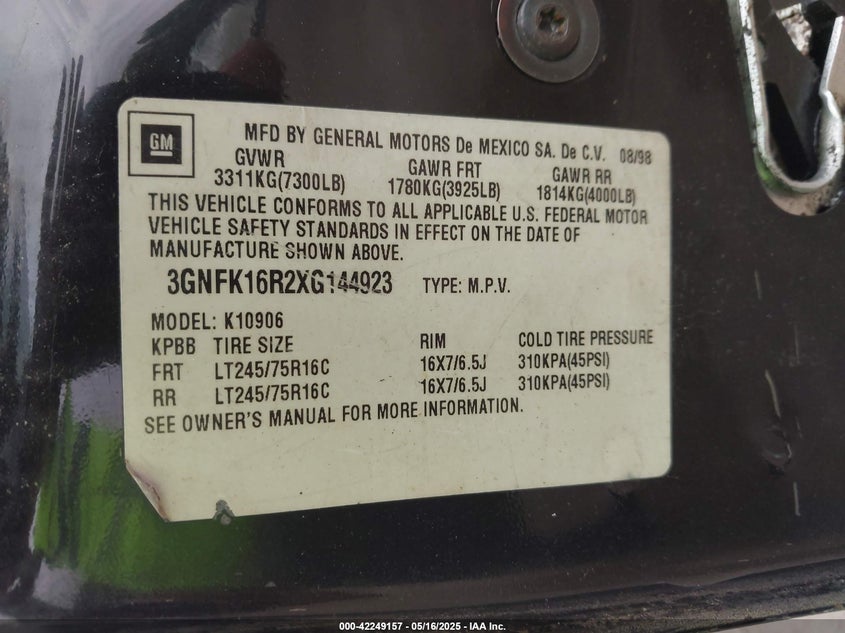 GM
MFD BY GENERAL MOTORS De MEXICO SA. De C.V. 08/98
GVWR GAWR FRT GAWR RR
3311KG(7300LB) 1780KG(3925LB) 1814KG(4000LB)
THIS VEHICLE CONFORMS TO ALL APPLICABLE U.S. FEDERAL MOTOR
VEHICLE SAFETY STANDARDS IN EFFECT ON THE DATE OF
MANUFACTURE SHOWN ABOVE.
3GNFK16R2XG144923 TYPE: M.P.V.
MODEL: K10906
KPBB TIRE SIZE RIM COLD TIRE PRESSURE
FRT LT245/75R16C 16X7/6.5J 310KPA(45PSI)
RR LT245/75R16C 16X7/6.5J 310KPA(45PSI)
SEE OWNER'S MANUAL FOR MORE INFORMATION.
000-42249157 - 05/16/2025 - IAA Inc.